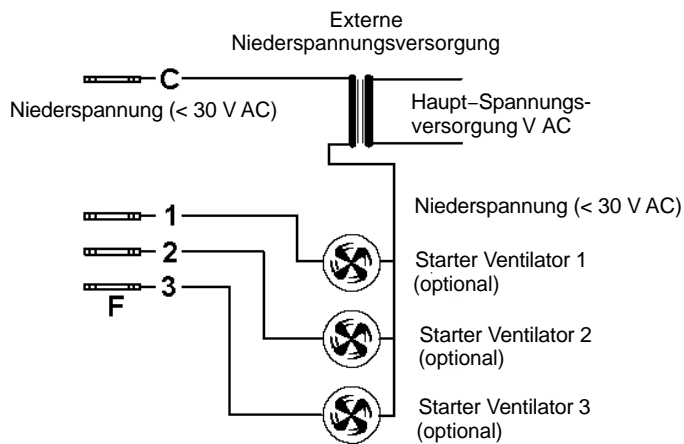 Externe
Niederspannungsversorgung
C
Niederspannung (< 30 V AC)
Haupt–Spannungs-
versorgung V AC
Niederspannung (< 30 V AC)
1
2
3
F
Starter Ventilator 1
(optional)
Starter Ventilator 2
(optional)
Starter Ventilator 3
(optional)